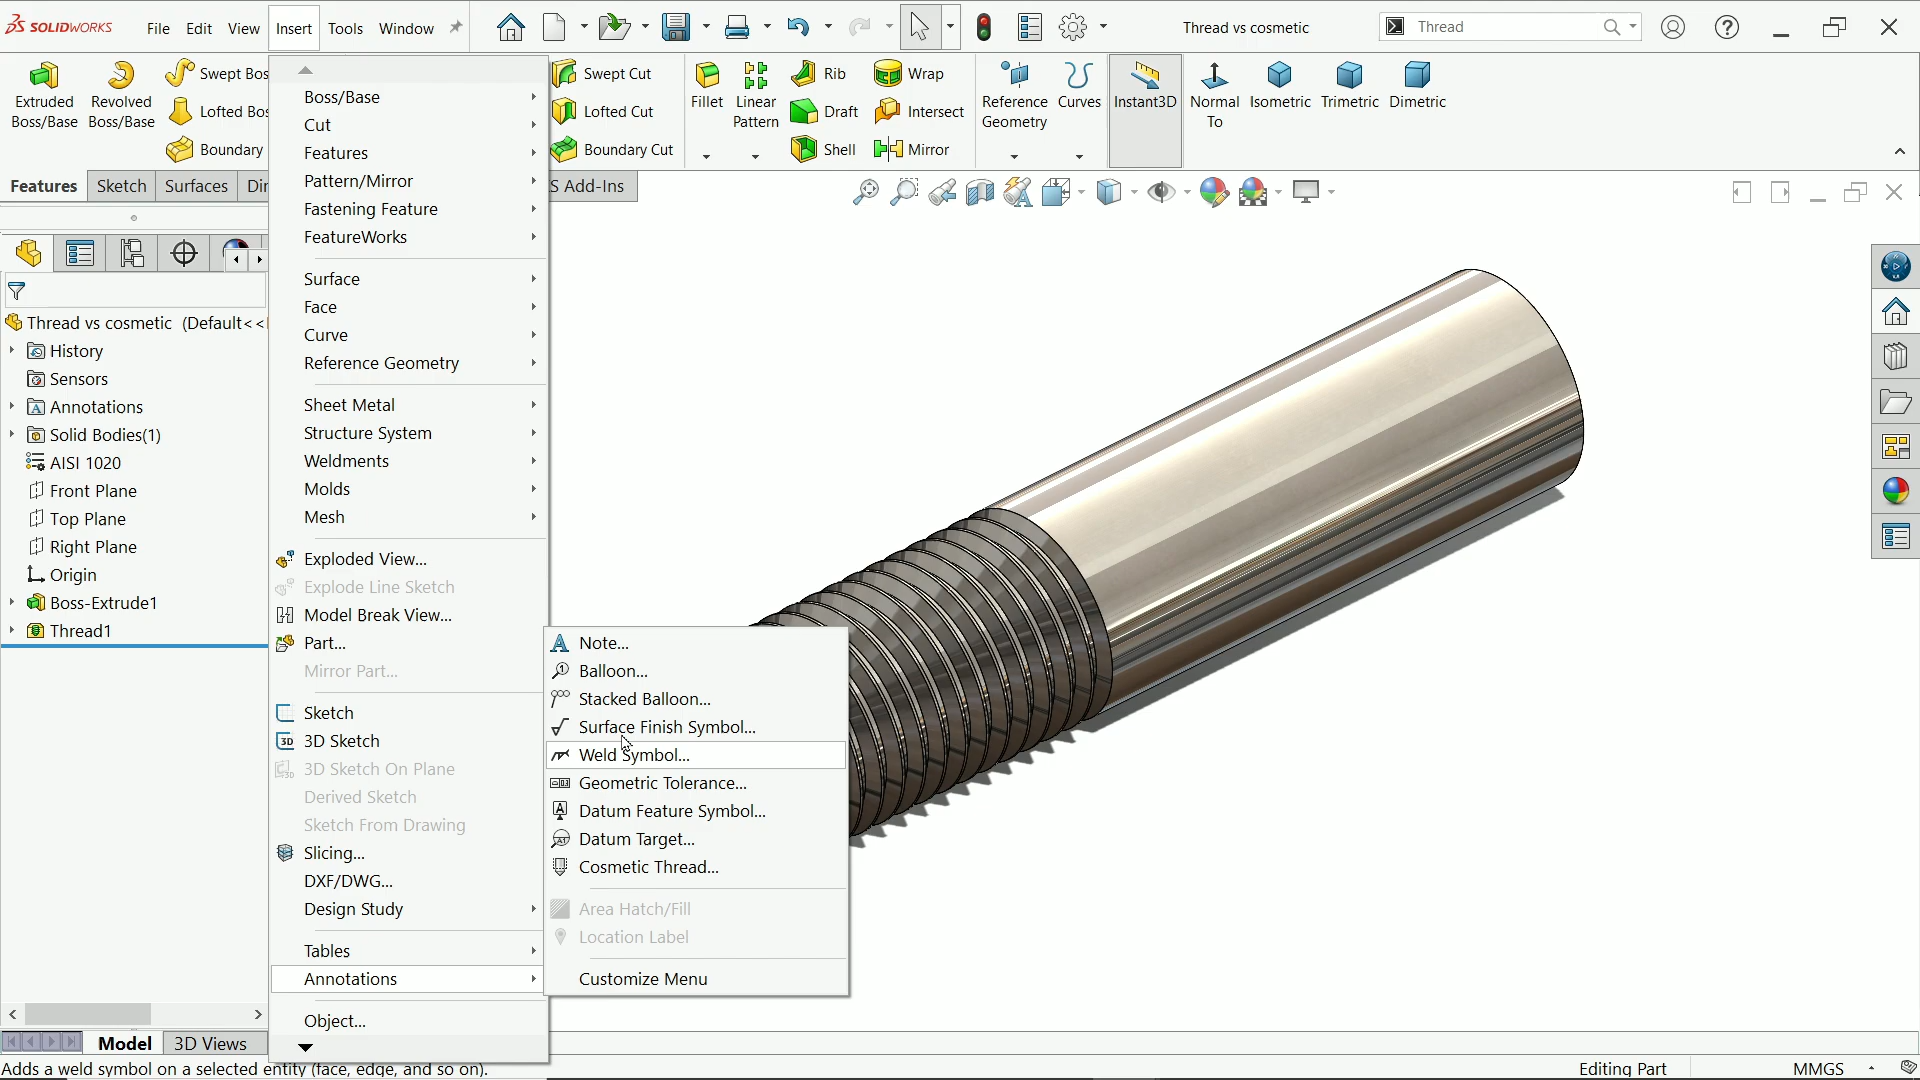 SOLIDWORKS
File Edit View Insert Tools Window
Thread vs cosmetic
Thread
Extruded Boss/Base
Revolved Boss/Base
Swept Bos
Lofted Bos
Boundary
Swept Cut
Lofted Cut
Boundary Cut
Fillet
Linear Pattern
Rib
Draft
Shell
Wrap
Intersect
Mirror
Reference Geometry
Curves
Instant3D
Normal To
Isometric
Trimetric
Dimetric
Features Sketch Surfaces Dir S Add-Ins
Thread vs cosmetic (Default<<
History
Sensors
Annotations
Solid Bodies(1)
AISI 1020
Front Plane
Top Plane
Right Plane
Origin
Boss-Extrude1
Thread1
Boss/Base
Cut
Features
Pattern/Mirror
Fastening Feature
FeatureWorks
Surface
Face
Curve
Reference Geometry
Sheet Metal
Structure System
Weldments
Molds
Mesh
Exploded View...
Explode Line Sketch
Model Break View...
Part...
Mirror Part...
Sketch
3D Sketch
3D Sketch On Plane
Derived Sketch
Sketch From Drawing
Slicing...
DXF/DWG...
Design Study
Tables
Annotations
Object...
Note...
Balloon...
Stacked Balloon...
Surface Finish Symbol...
Weld Symbol...
Geometric Tolerance...
Datum Feature Symbol...
Datum Target...
Cosmetic Thread...
Area Hatch/Fill
Location Label
Customize Menu
Model 3D Views
Adds a weld symbol on a selected entity (face, edge, and so on).
Editing Part
MMGS